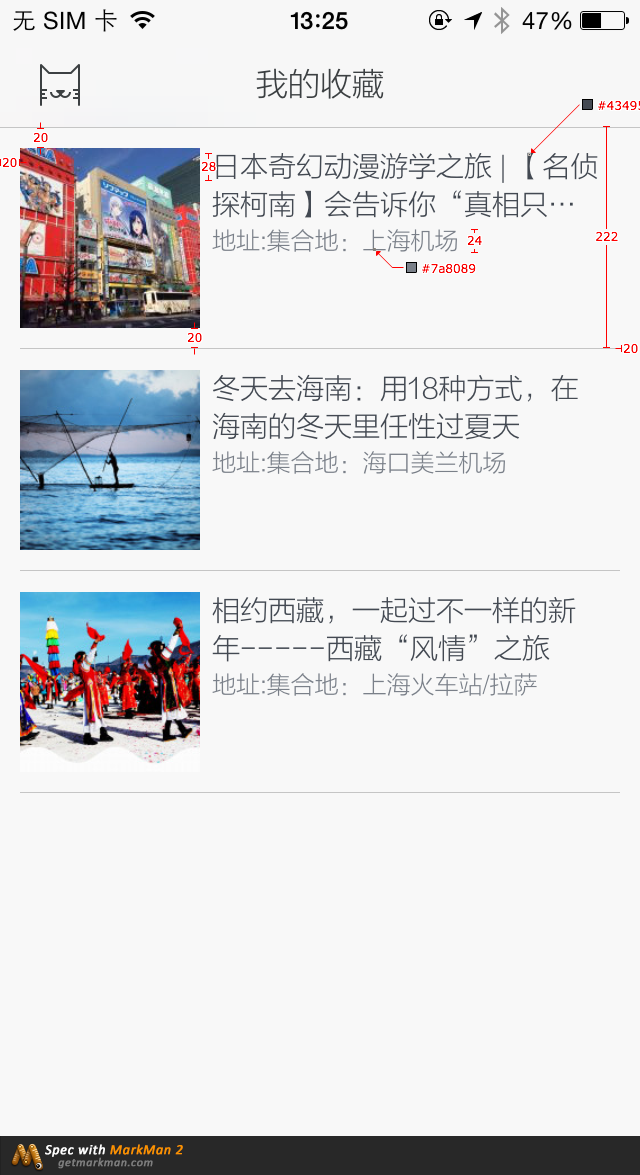 无 SIM 卡 13:25 47%
我的收藏
#43495
20
020
28
日本奇幻动漫游学之旅 | 【名侦
探柯南】会告诉你“真相只…
地址:集合地：上海机场
24
222
#7a8089
20
20
冬天去海南：用18种方式，在
海南的冬天里任性过夏天
地址:集合地：海口美兰机场
相约西藏，一起过不一样的新
年-----西藏“风情”之旅
地址:集合地：上海火车站/拉萨
Spec with MarkMan 2
getmarkman.com